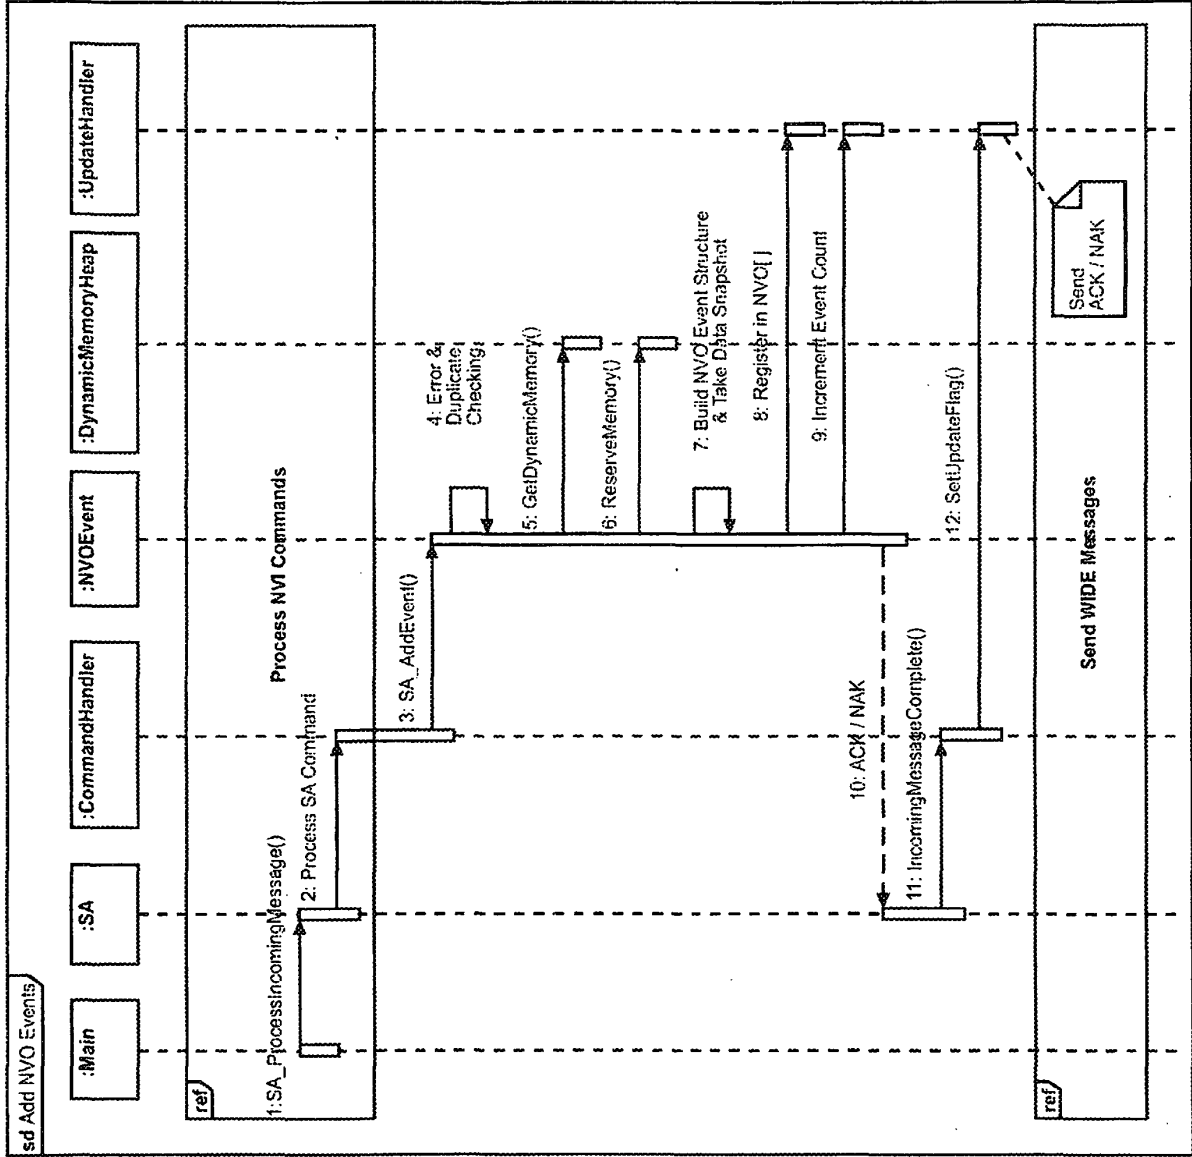 sd Add NVO Events
:Main
:SA
:CommandHandler
:NVOEvent
:DynamicMemoryHeap
:UpdateHandler
ref
Process NVI Commands
1:SA_ProcessIncomingMessage()
2: Process SA Command
3: SA_AddEvent()
4: Error &
Duplicate
Checking
5: GetDynamicMemory()
6: ReserveMemory()
7: Build NVO Event Structure
& Take Data Snapshot
8: Register in NVO[ ]
9: Increment Event Count
10: ACK / NAK
11: IncomingMessageComplete()
12: SetUpdateFlag()
ref
Send WIDE Messages
Send
ACK / NAK